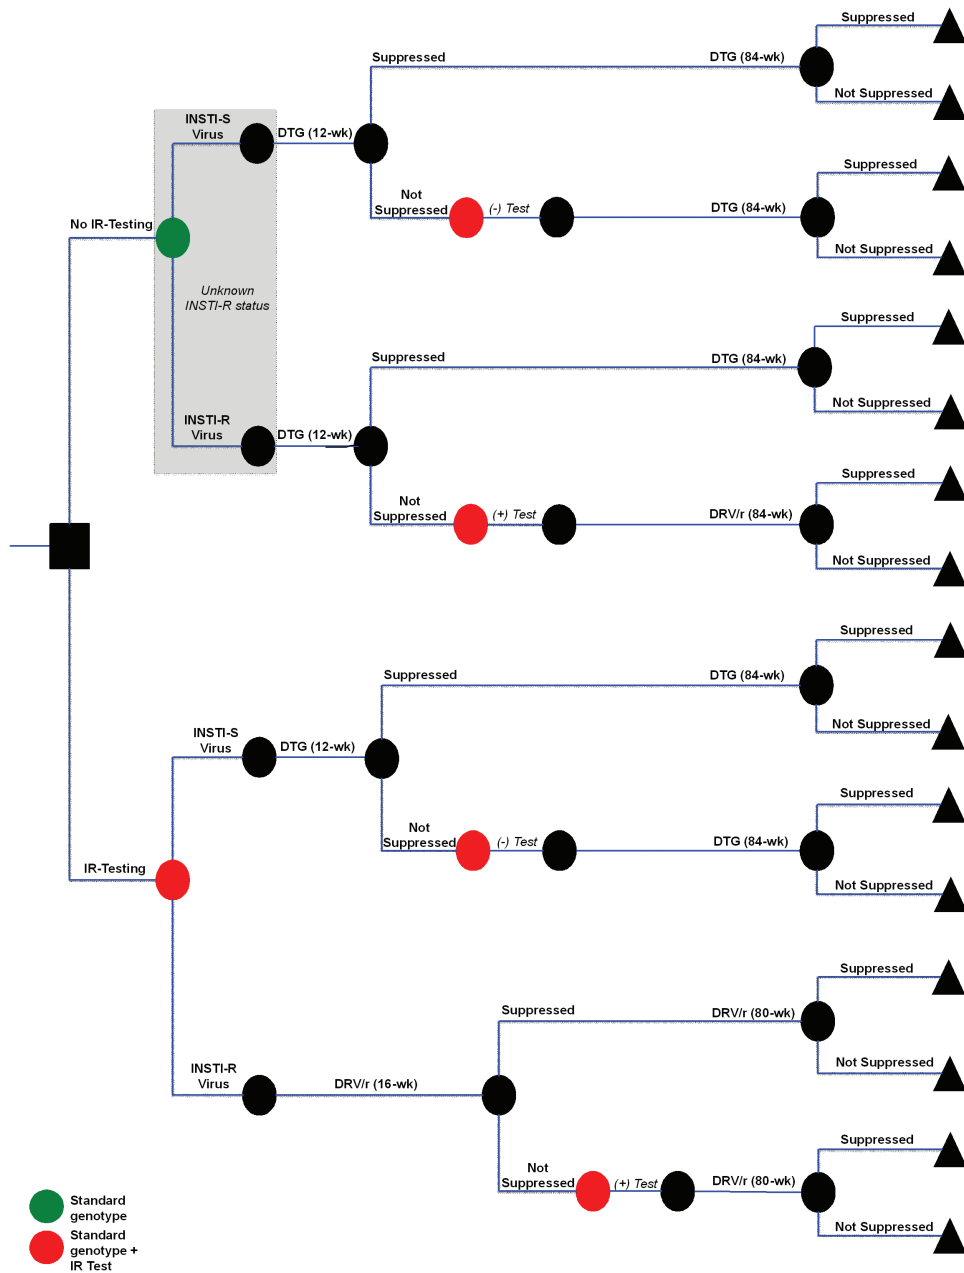 Suppressed
DTG (84-wk)
Suppressed
Not Suppressed
INSTI-S
Virus
DTG (12-wk)
Not
Suppressed
(-) Test
DTG (84-wk)
Suppressed
Not Suppressed
No IR-Testing
Unknown
INSTI-R status
Suppressed
DTG (84-wk)
Suppressed
Not Suppressed
INSTI-R
Virus
DTG (12-wk)
Not
Suppressed
(+) Test
DRV/r (84-wk)
Suppressed
Not Suppressed
Suppressed
DTG (84-wk)
Suppressed
Not Suppressed
INSTI-S
Virus
DTG (12-wk)
Not
Suppressed
(-) Test
DTG (84-wk)
Suppressed
Not Suppressed
IR-Testing
Suppressed
DRV/r (80-wk)
Suppressed
Not Suppressed
INSTI-R
Virus
DRV/r (16-wk)
Not
Suppressed
(+) Test
DRV/r (80-wk)
Suppressed
Not Suppressed
Standard
genotype
Standard
genotype +
IR Test